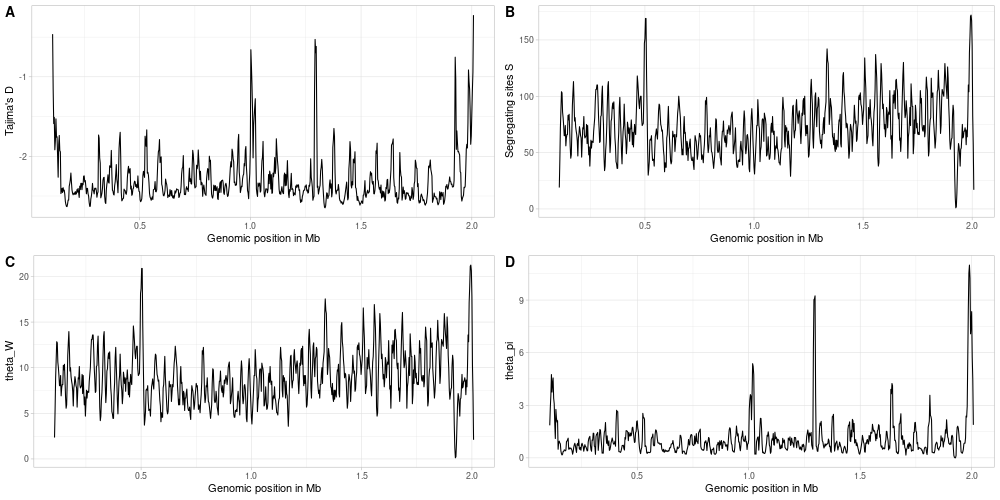 A
Tajima's D
-1
-2
0.5
1.0
1.5
2.0
Genomic position in Mb
B
Segregating sites S
150
100
50
0
0.5
1.0
1.5
2.0
Genomic position in Mb
C
theta_W
20
15
10
5
0
0.5
1.0
1.5
2.0
Genomic position in Mb
D
theta_pi
9
6
3
0
0.5
1.0
1.5
2.0
Genomic position in Mb